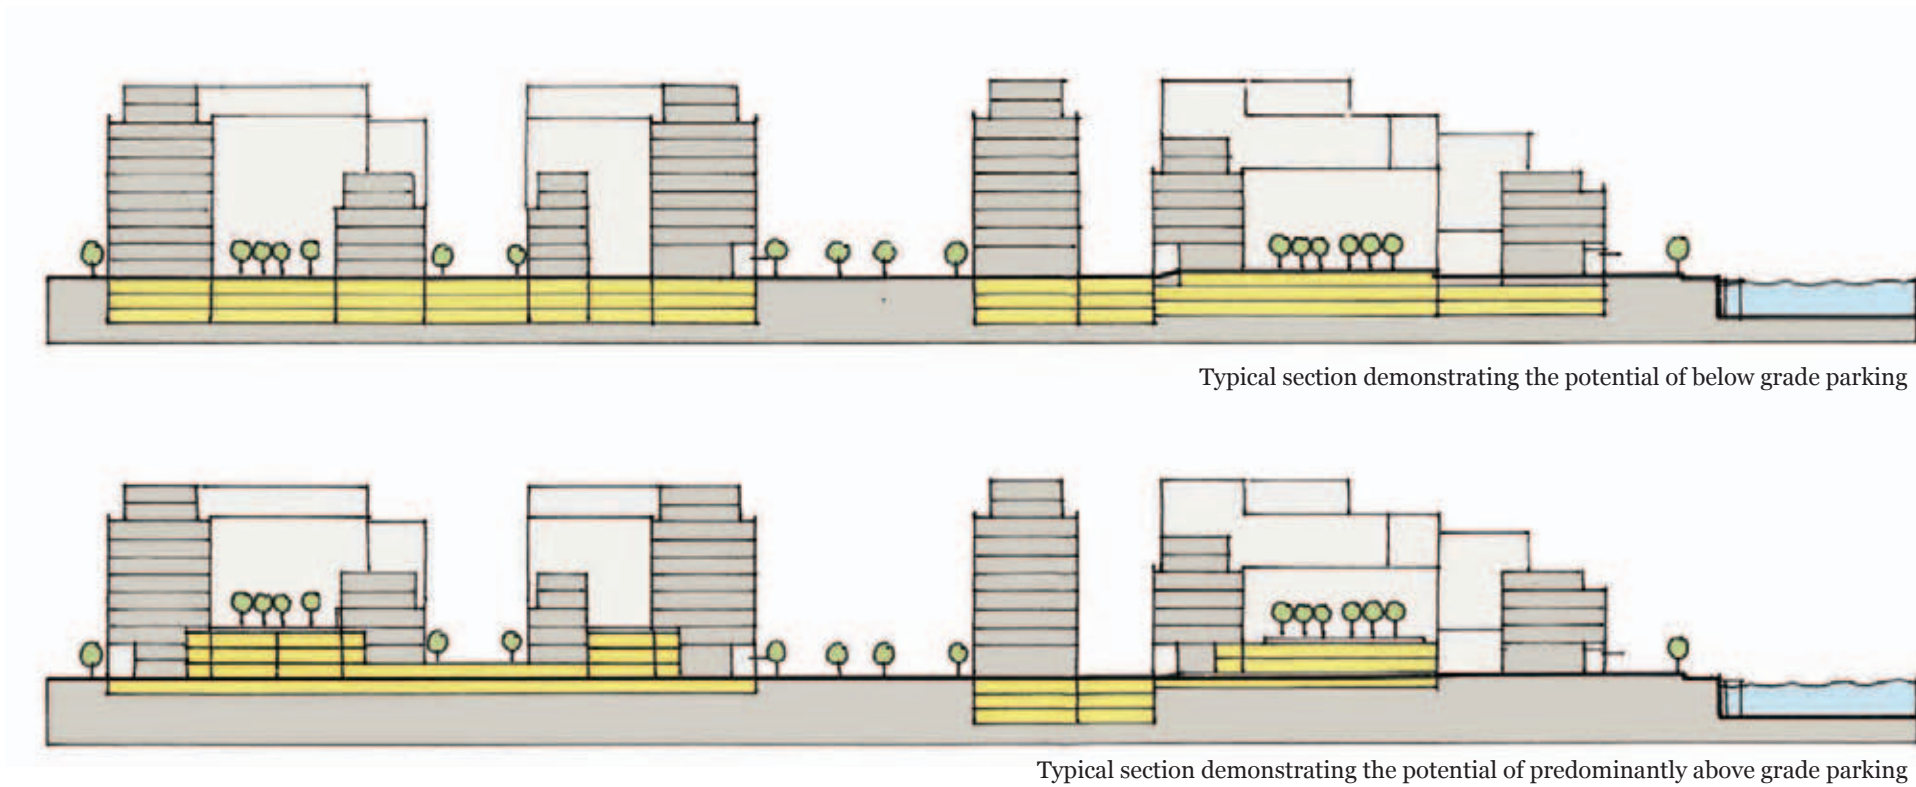 Typical section demonstrating the potential of below grade parking
Typical section demonstrating the potential of predominantly above grade parking